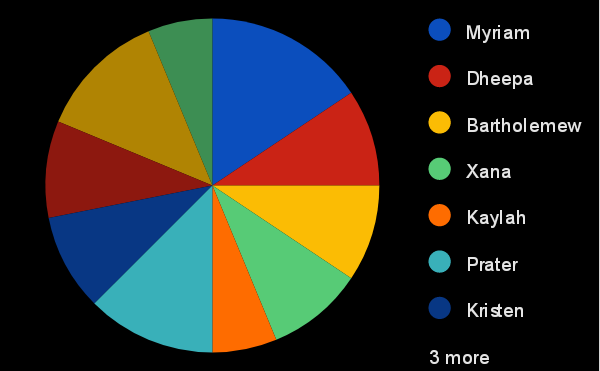 Myriam
Dheepa
Bartholemew
Xana
Kaylah
Prater
Kristen
3 more